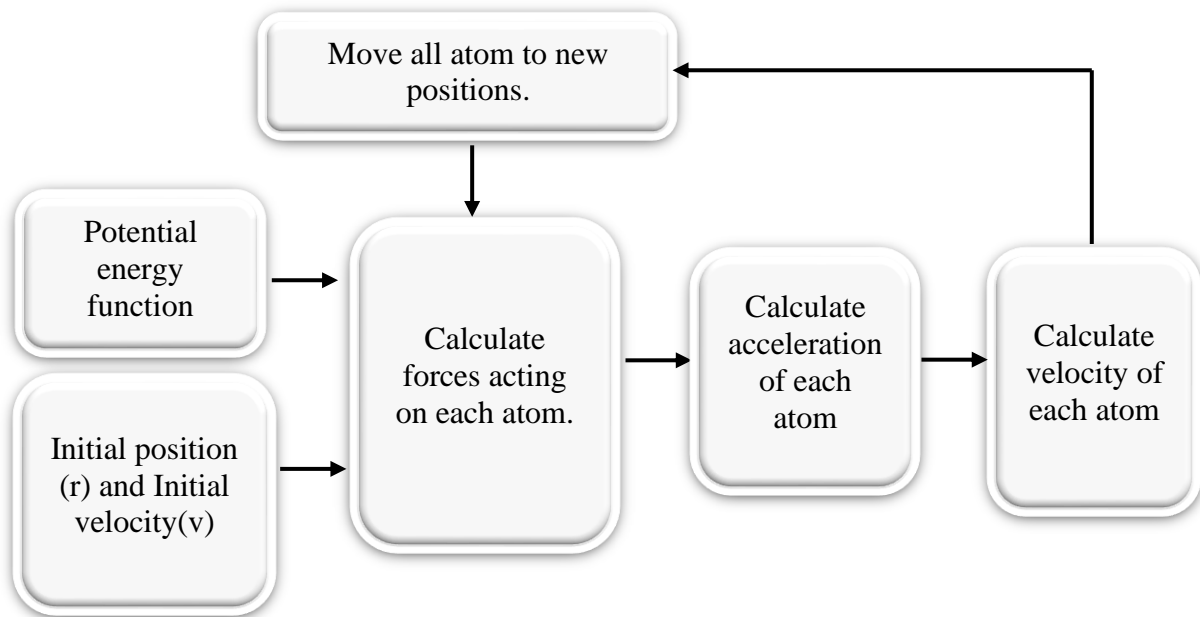 Move all atom to new
positions.
Potential
energy
function
Initial position
(r) and Initial
velocity(v)
Calculate
forces acting
on each atom.
Calculate
acceleration
of each
atom
Calculate
velocity of
each atom